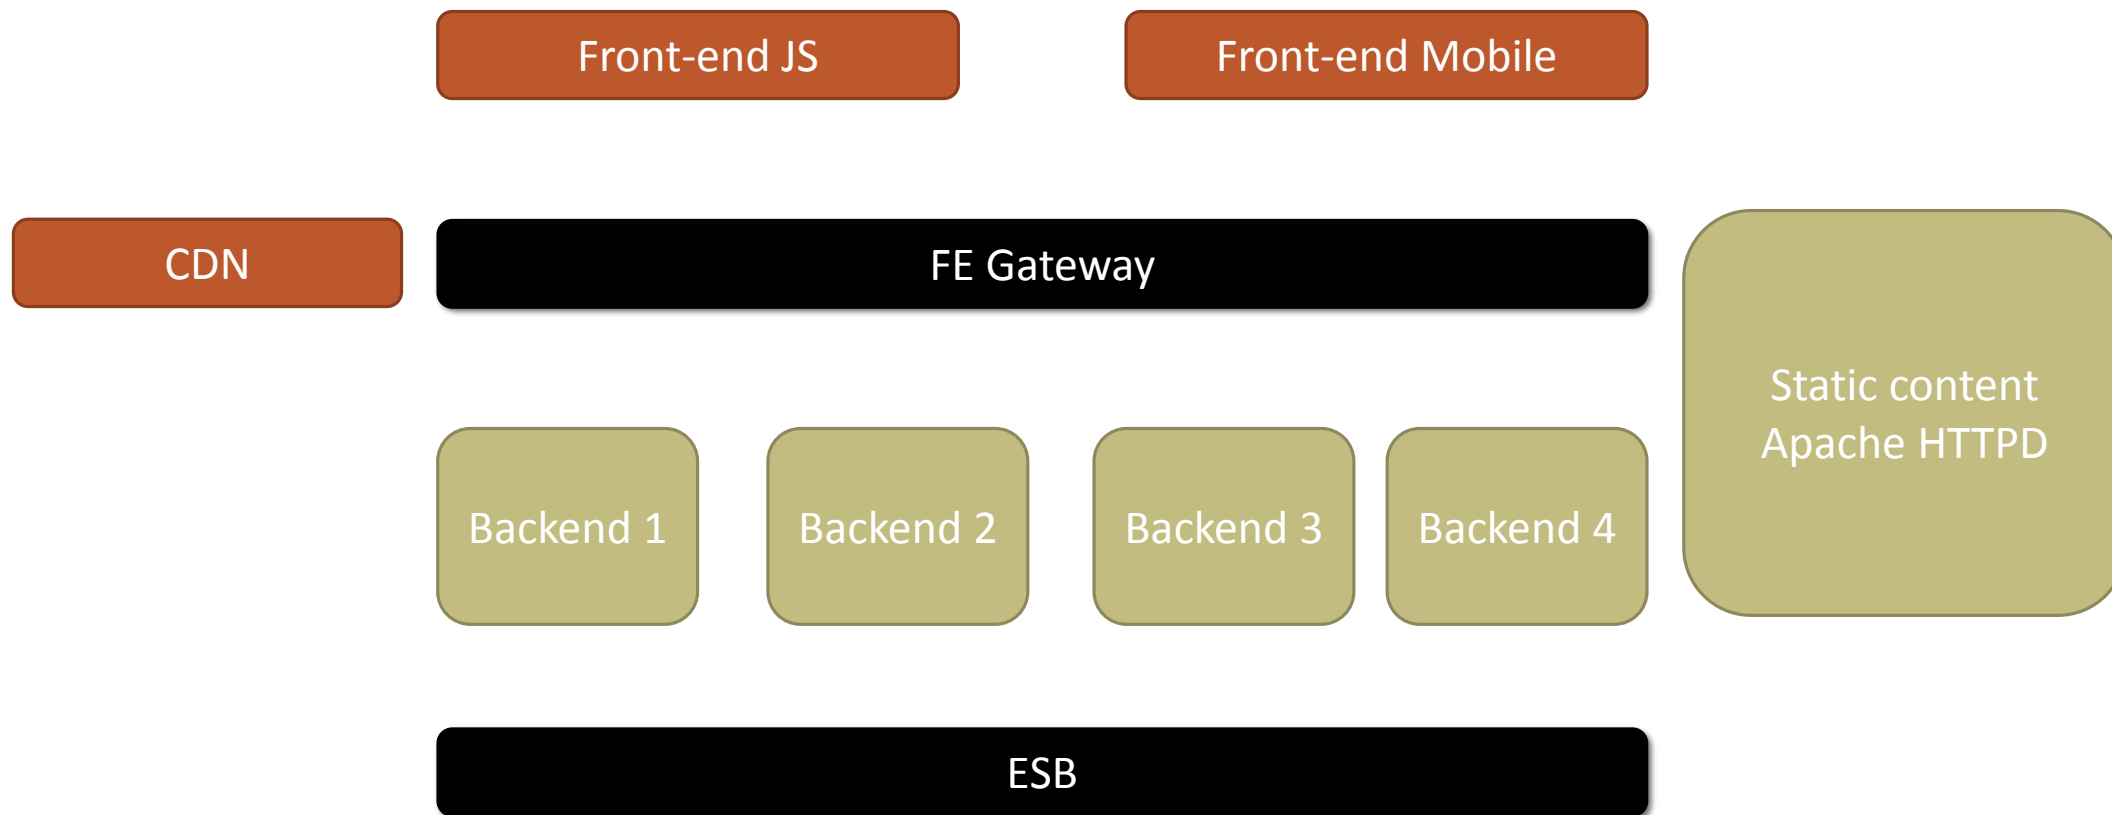 Front-end JS
Front-end Mobile
CDN
FE Gateway
Static content
Apache HTTPD
Backend 1
Backend 2
Backend 3
Backend 4
ESB